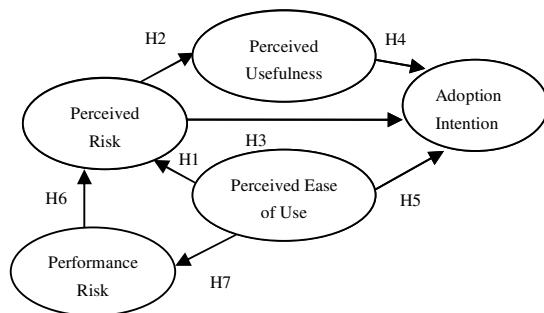 H2
Perceived
Usefulness
H4
Adoption
Intention
Perceived
Risk
H3
H1
Perceived Ease
of Use
H6
H5
Performance
Risk
H7